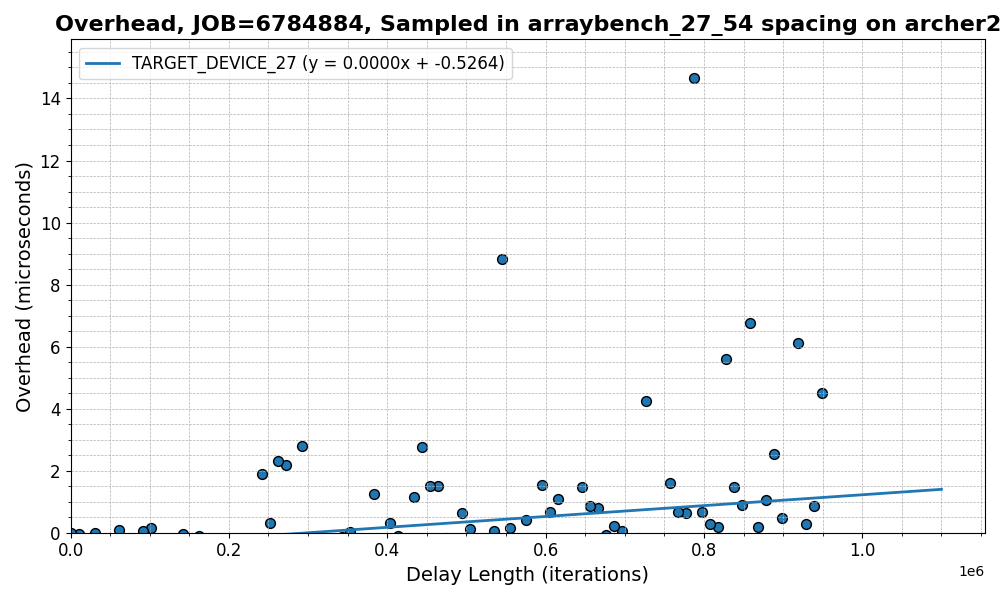 Overhead, JOB=6784884, Sampled in arraybench_27_54 spacing on archer2
TARGET_DEVICE_27 (y = 0.0000x + -0.5264)
Overhead (microseconds)
14
12
10
8
6
4
2
0
0.0 0.2 0.4 0.6 0.8 1.0
1e6
Delay Length (iterations)